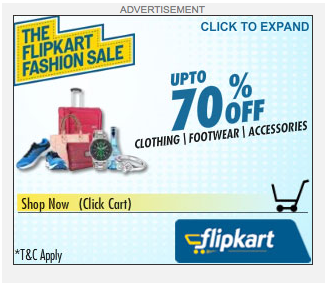 ADVERTISEMENT
CLICK TO EXPAND
THE
FLIPKART
FASHION SALE
UPTO
70% OFF
CLOTHING \ FOOTWEAR \ ACCESSORIES
Shop Now (Click Cart)
flipkart
*T&C Apply